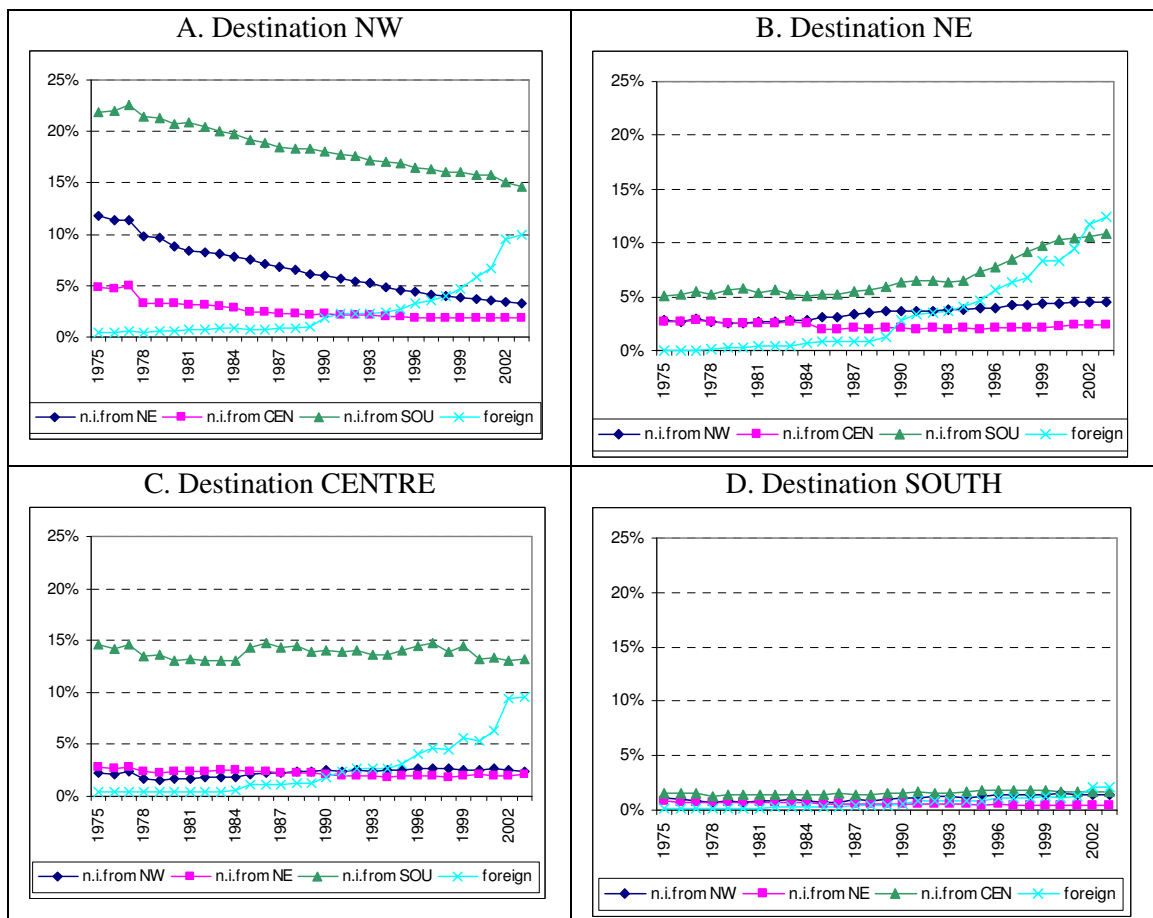 A. Destination NW
25%
20%
15%
10%
5%
0%
1975 1978 1981 1984 1987 1990 1993 1996 1999 2002
n.i.from NE n.i.from CEN n.i.from SOU foreign
B. Destination NE
25%
20%
15%
10%
5%
0%
1975 1978 1981 1984 1987 1990 1993 1996 1999 2002
n.i.from NW n.i.from CEN n.i.from SOU foreign
C. Destination CENTRE
25%
20%
15%
10%
5%
0%
1975 1978 1981 1984 1987 1990 1993 1996 1999 2002
n.i.from NW n.i.from NE n.i.from SOU foreign
D. Destination SOUTH
25%
20%
15%
10%
5%
0%
1975 1978 1981 1984 1987 1990 1993 1996 1999 2002
n.i.from NW n.i.from NE n.i.from CEN foreign